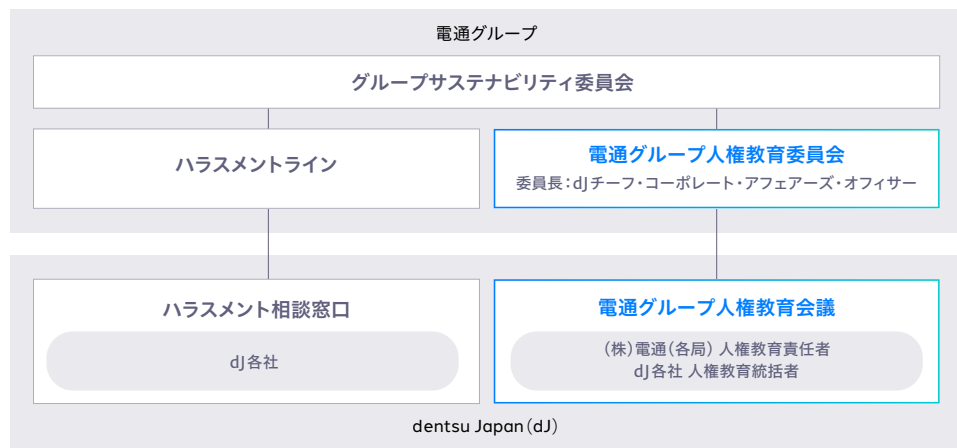 電通グループ
グループサステナビリティ委員会
ハラスメントライン
電通グループ人権教育委員会
委員長：dJチーフ・コーポレート・アフェアーズ・オフィサー
ハラスメント相談窓口
dJ各社
電通グループ人権教育会議
（株）電通（各局） 人権教育責任者
dJ各社 人権教育統括者
dentsu Japan（dJ）